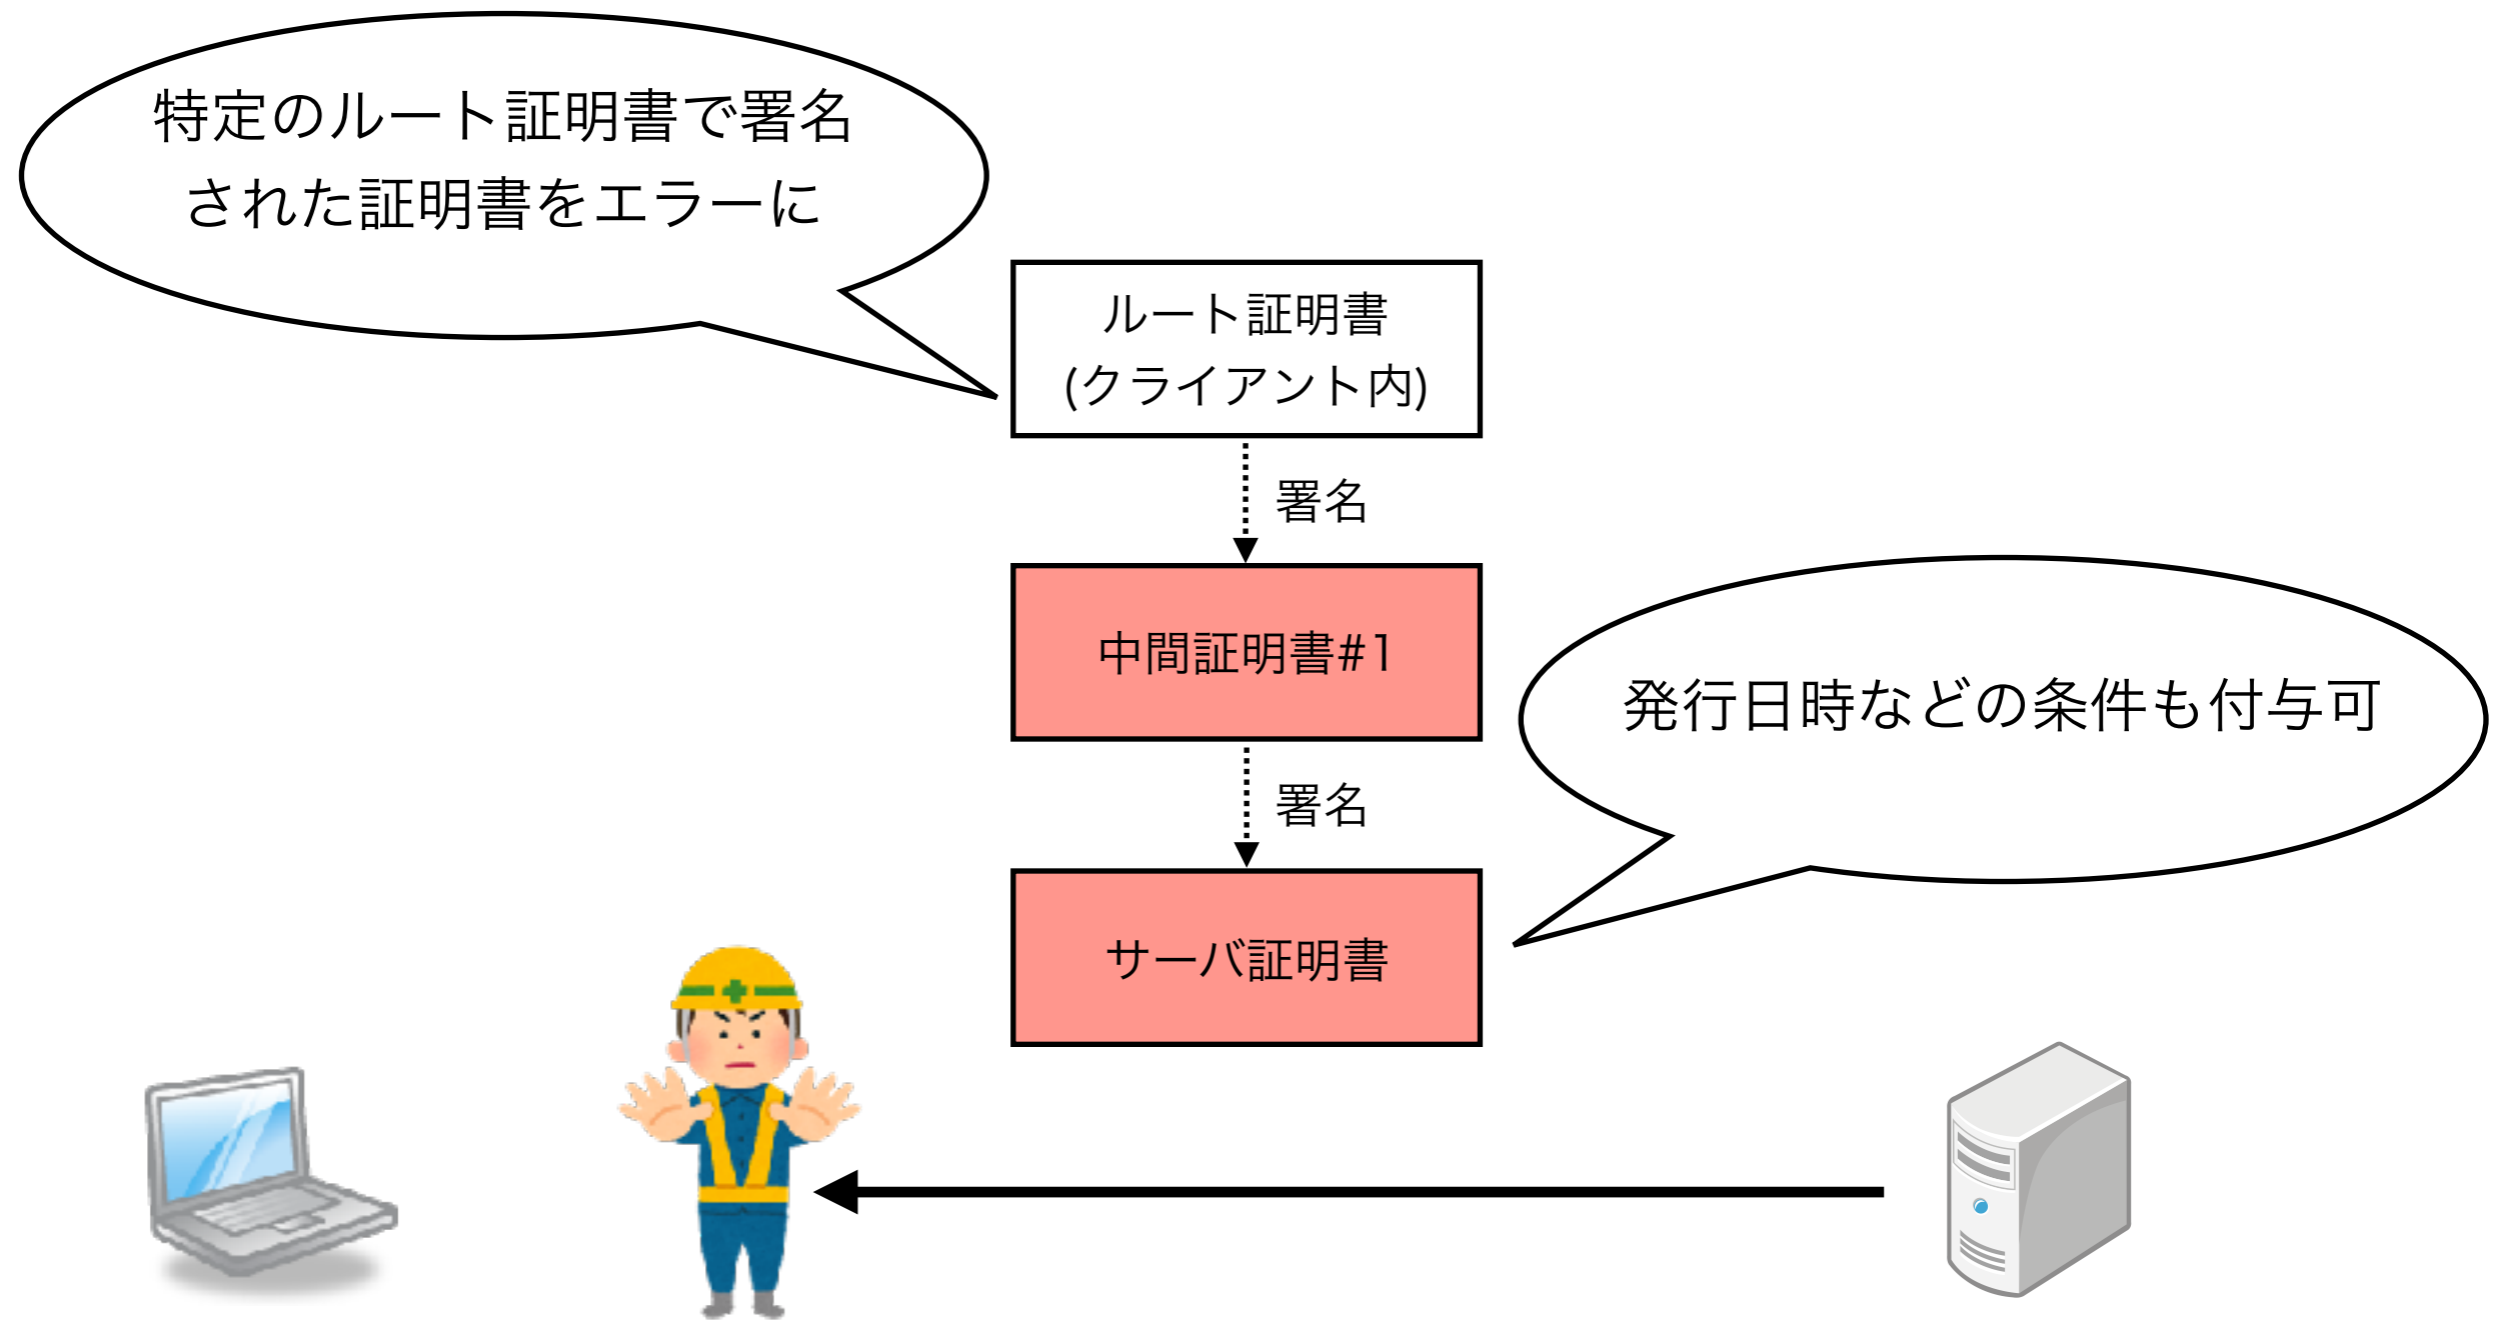 特定のルート証明書で署名
された証明書をエラーに
ルート証明書
(クライアント内)
署名
中間証明書#1
発行日時などの条件も付与可
署名
サーバ証明書